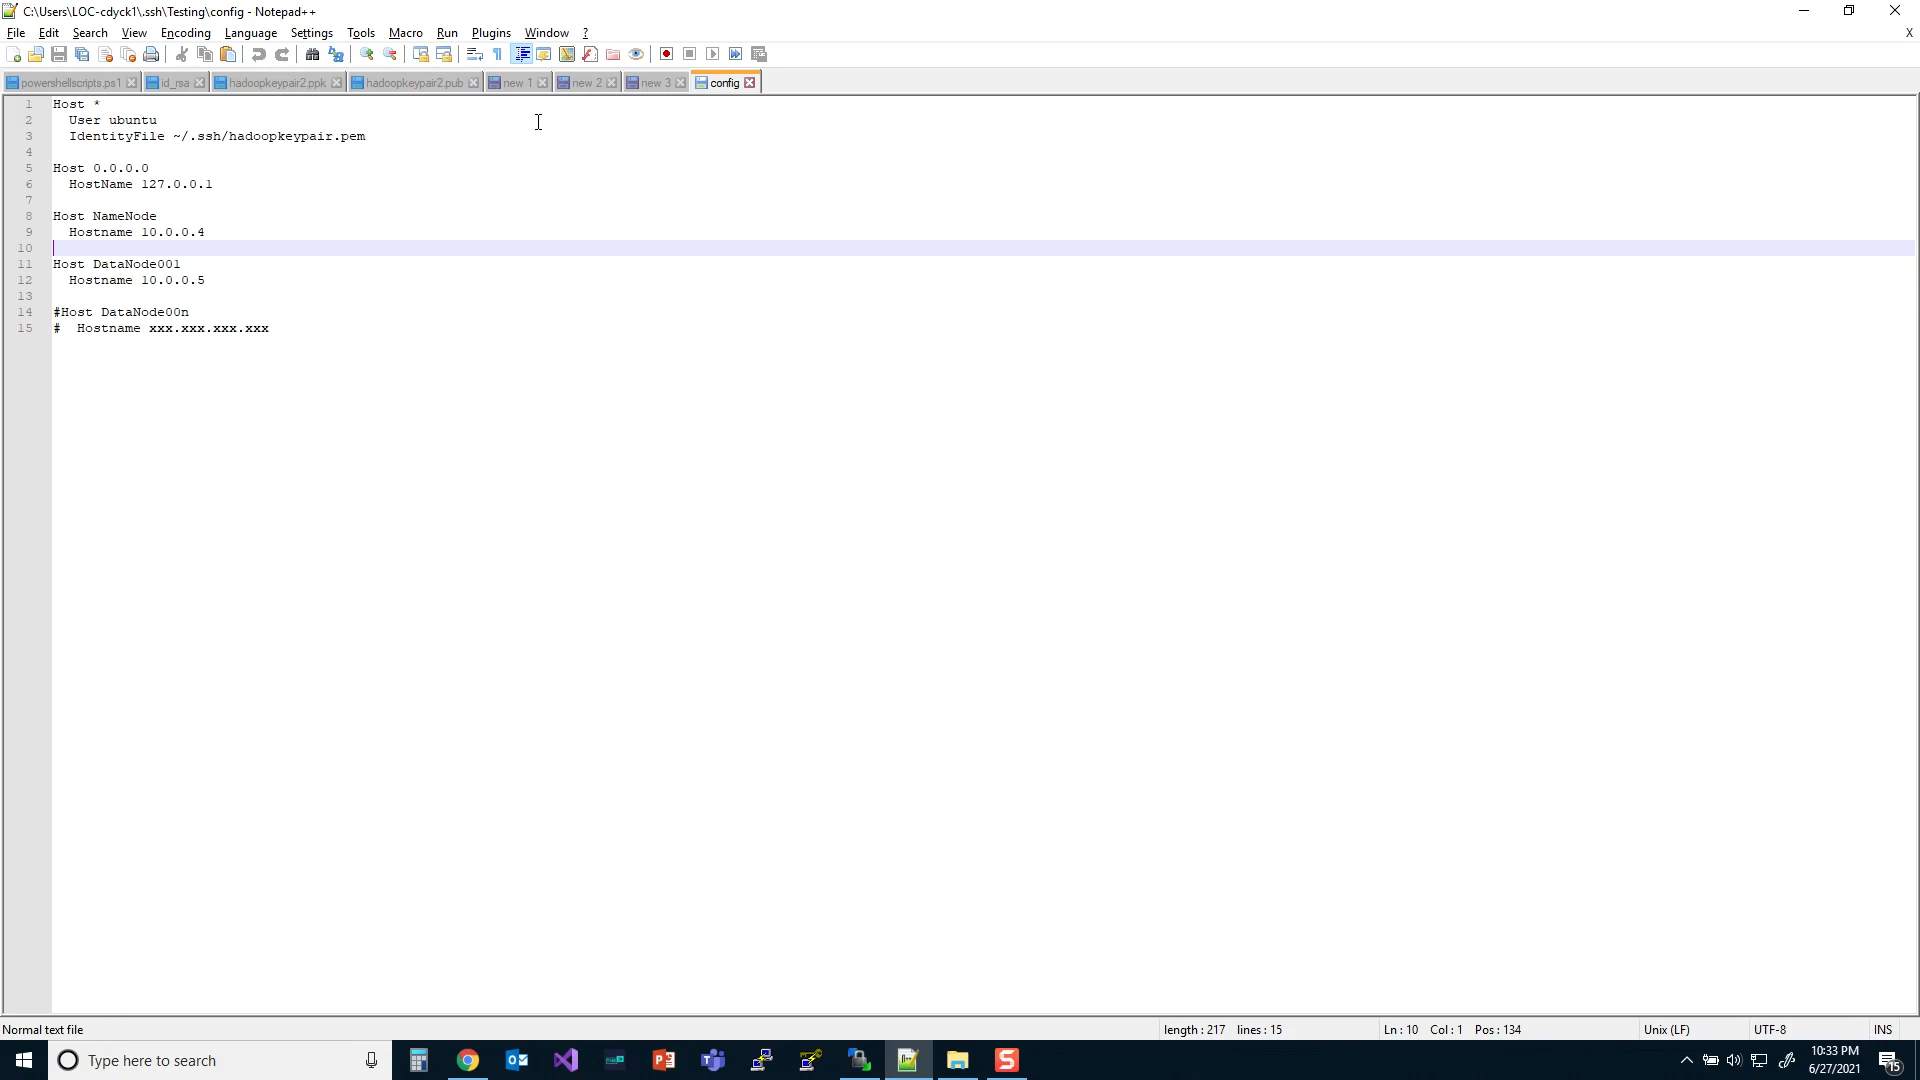 C:\Users\LOC-cdyck1\.ssh\Testing\config - Notepad++
File Edit Search View Encoding Language Settings Tools Macro Run Plugins Window ? X
powershellscripts.ps1 id_rsa hadoopkeypair2.ppk hadoopkeypair2.pub new 1 new 2 new 3 config
1 Host *
2 User ubuntu
3 IdentityFile ~/.ssh/hadoopkeypair.pem
4
5 Host 0.0.0.0
6 HostName 127.0.0.1
7
8 Host NameNode
9 Hostname 10.0.0.4
10
11 Host DataNode001
12 Hostname 10.0.0.5
13
14 #Host DataNode00n
15 # Hostname xxx.xxx.xxx.xxx
Normal text file length : 217 lines : 15 Ln : 10 Col : 1 Pos : 134 Unix (LF) UTF-8 INS
Type here to search
10:33 PM
6/27/2021
15